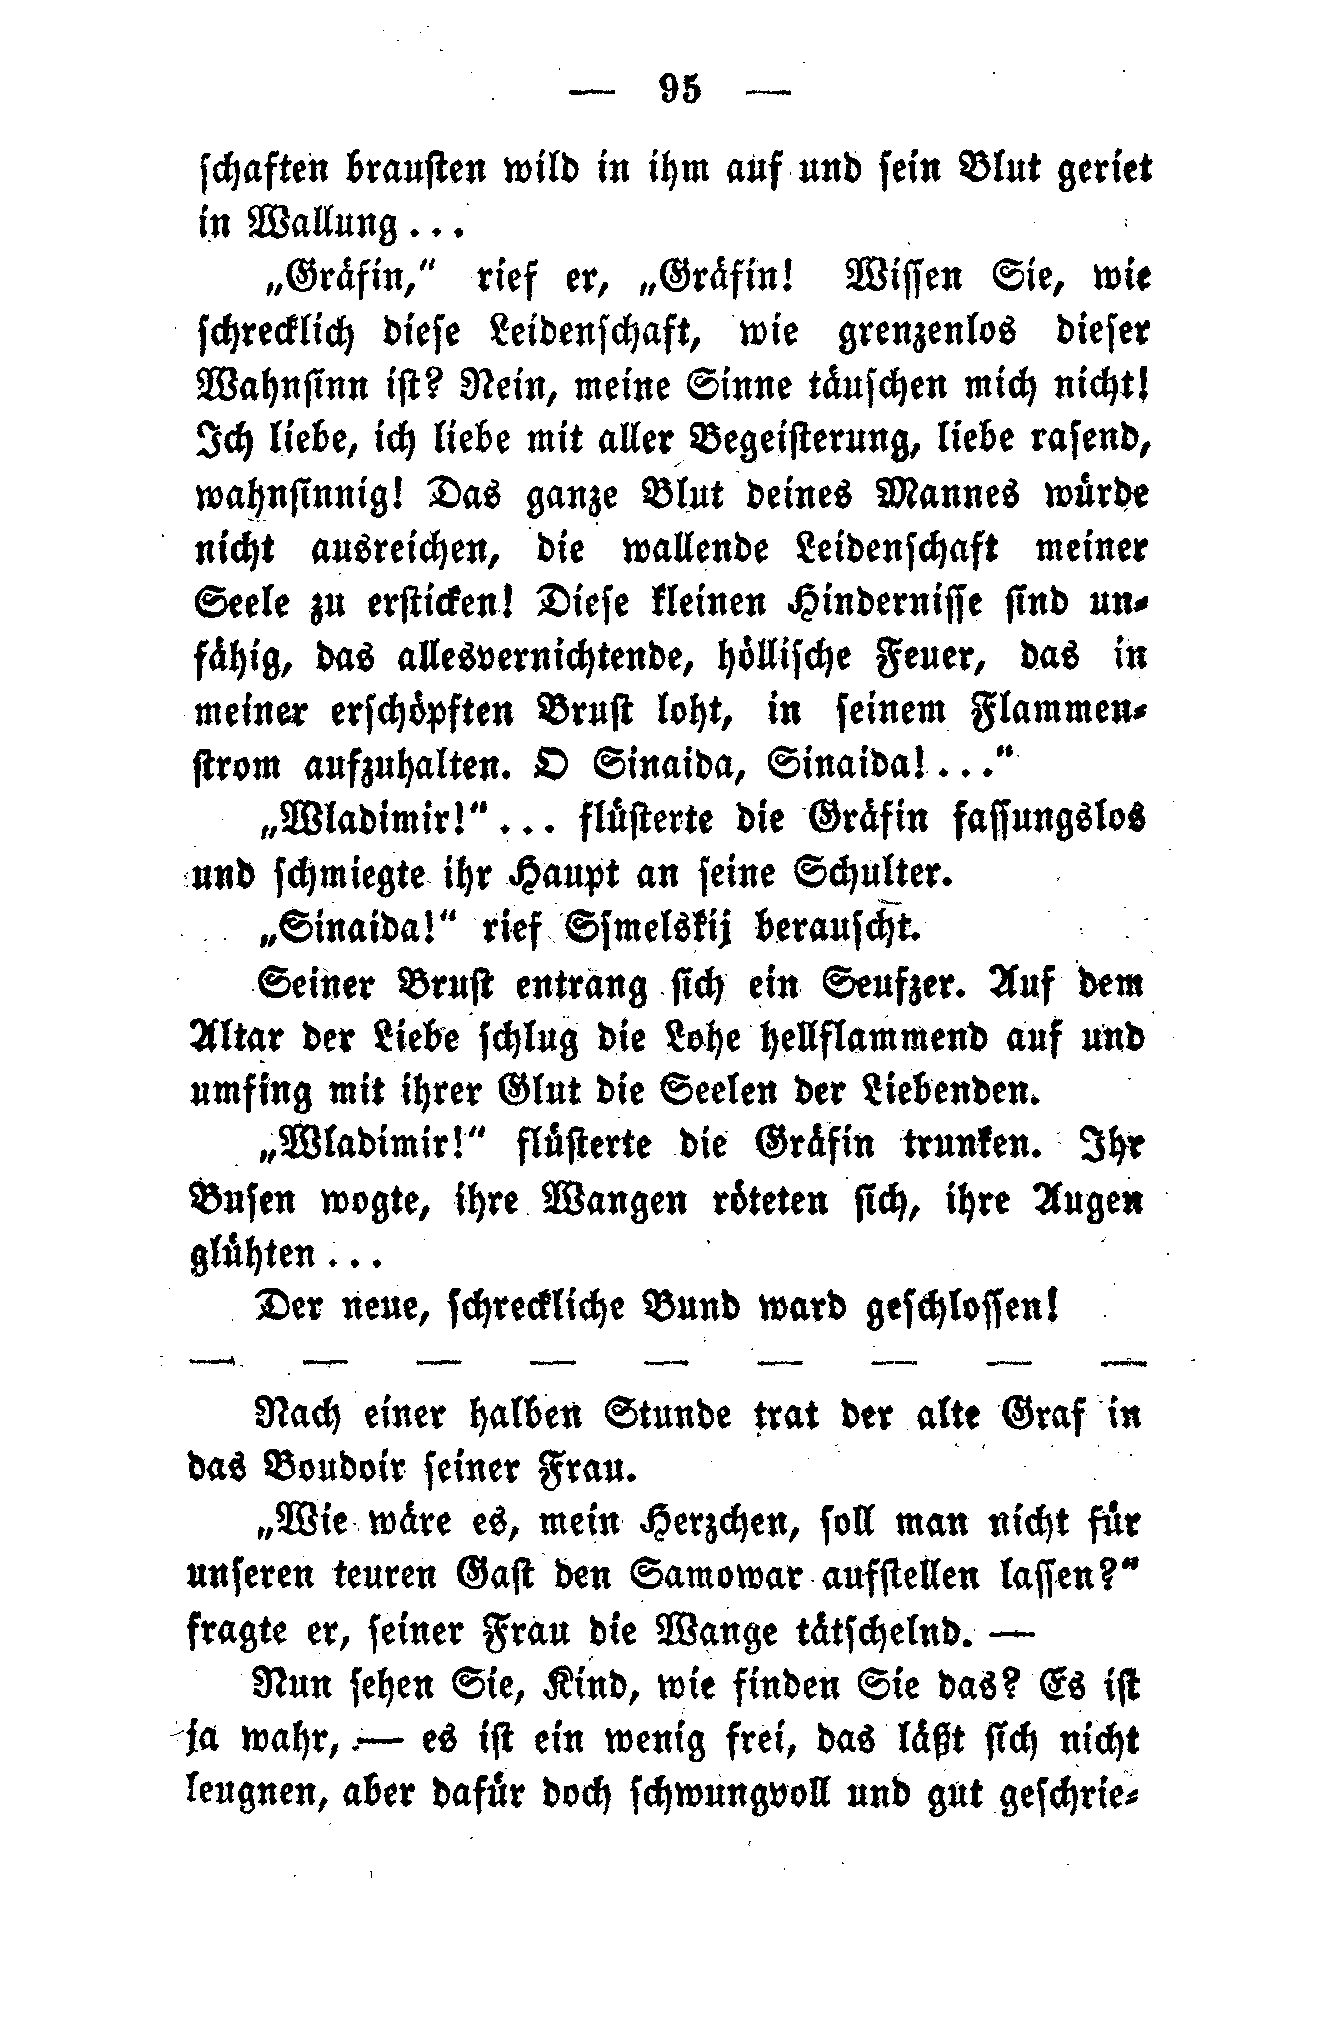 — 95 —
schaften brausten wild in ihm auf und sein Blut geriet
in Wallung...
„Gräfin,“ rief er, „Gräfin! Wissen Sie, wie
schrecklich diese Leidenschaft, wie grenzenlos dieser
Wahnsinn ist? Nein, meine Sinne täuschen mich nicht!
Ich liebe, ich liebe mit aller Begeisterung, liebe rasend,
wahnsinnig! Das ganze Blut deines Mannes würde
nicht ausreichen, die wallende Leidenschaft meiner
Seele zu ersticken! Diese kleinen Hindernisse sind un-
fähig, das allesvernichtende, höllische Feuer, das in
meiner erschöpften Brust loht, in seinem Flammen-
strom aufzuhalten. O Sinaida, Sinaida!...“
„Wladimir!“... flüsterte die Gräfin fassungslos
und schmiegte ihr Haupt an seine Schulter.
„Sinaida!“ rief Ssmelskij berauscht.
Seiner Brust entrang sich ein Seufzer. Auf dem
Altar der Liebe schlug die Lohe hellflammend auf und
umfing mit ihrer Glut die Seelen der Liebenden.
„Wladimir!“ flüsterte die Gräfin trunken. Ihr
Busen wogte, ihre Wangen röteten sich, ihre Augen
glühten...
Der neue, schreckliche Bund ward geschlossen!
— — — — — — — — —
Nach einer halben Stunde trat der alte Graf in
das Boudoir seiner Frau.
„Wie wäre es, mein Herzchen, soll man nicht für
unseren teuren Gast den Samowar aufstellen lassen?“
fragte er, seiner Frau die Wange tätschelnd. —
Nun sehen Sie, Kind, wie finden Sie das? Es ist
ja wahr, — es ist ein wenig frei, das läßt sich nicht
leugnen, aber dafür doch schwungvoll und gut geschrie-